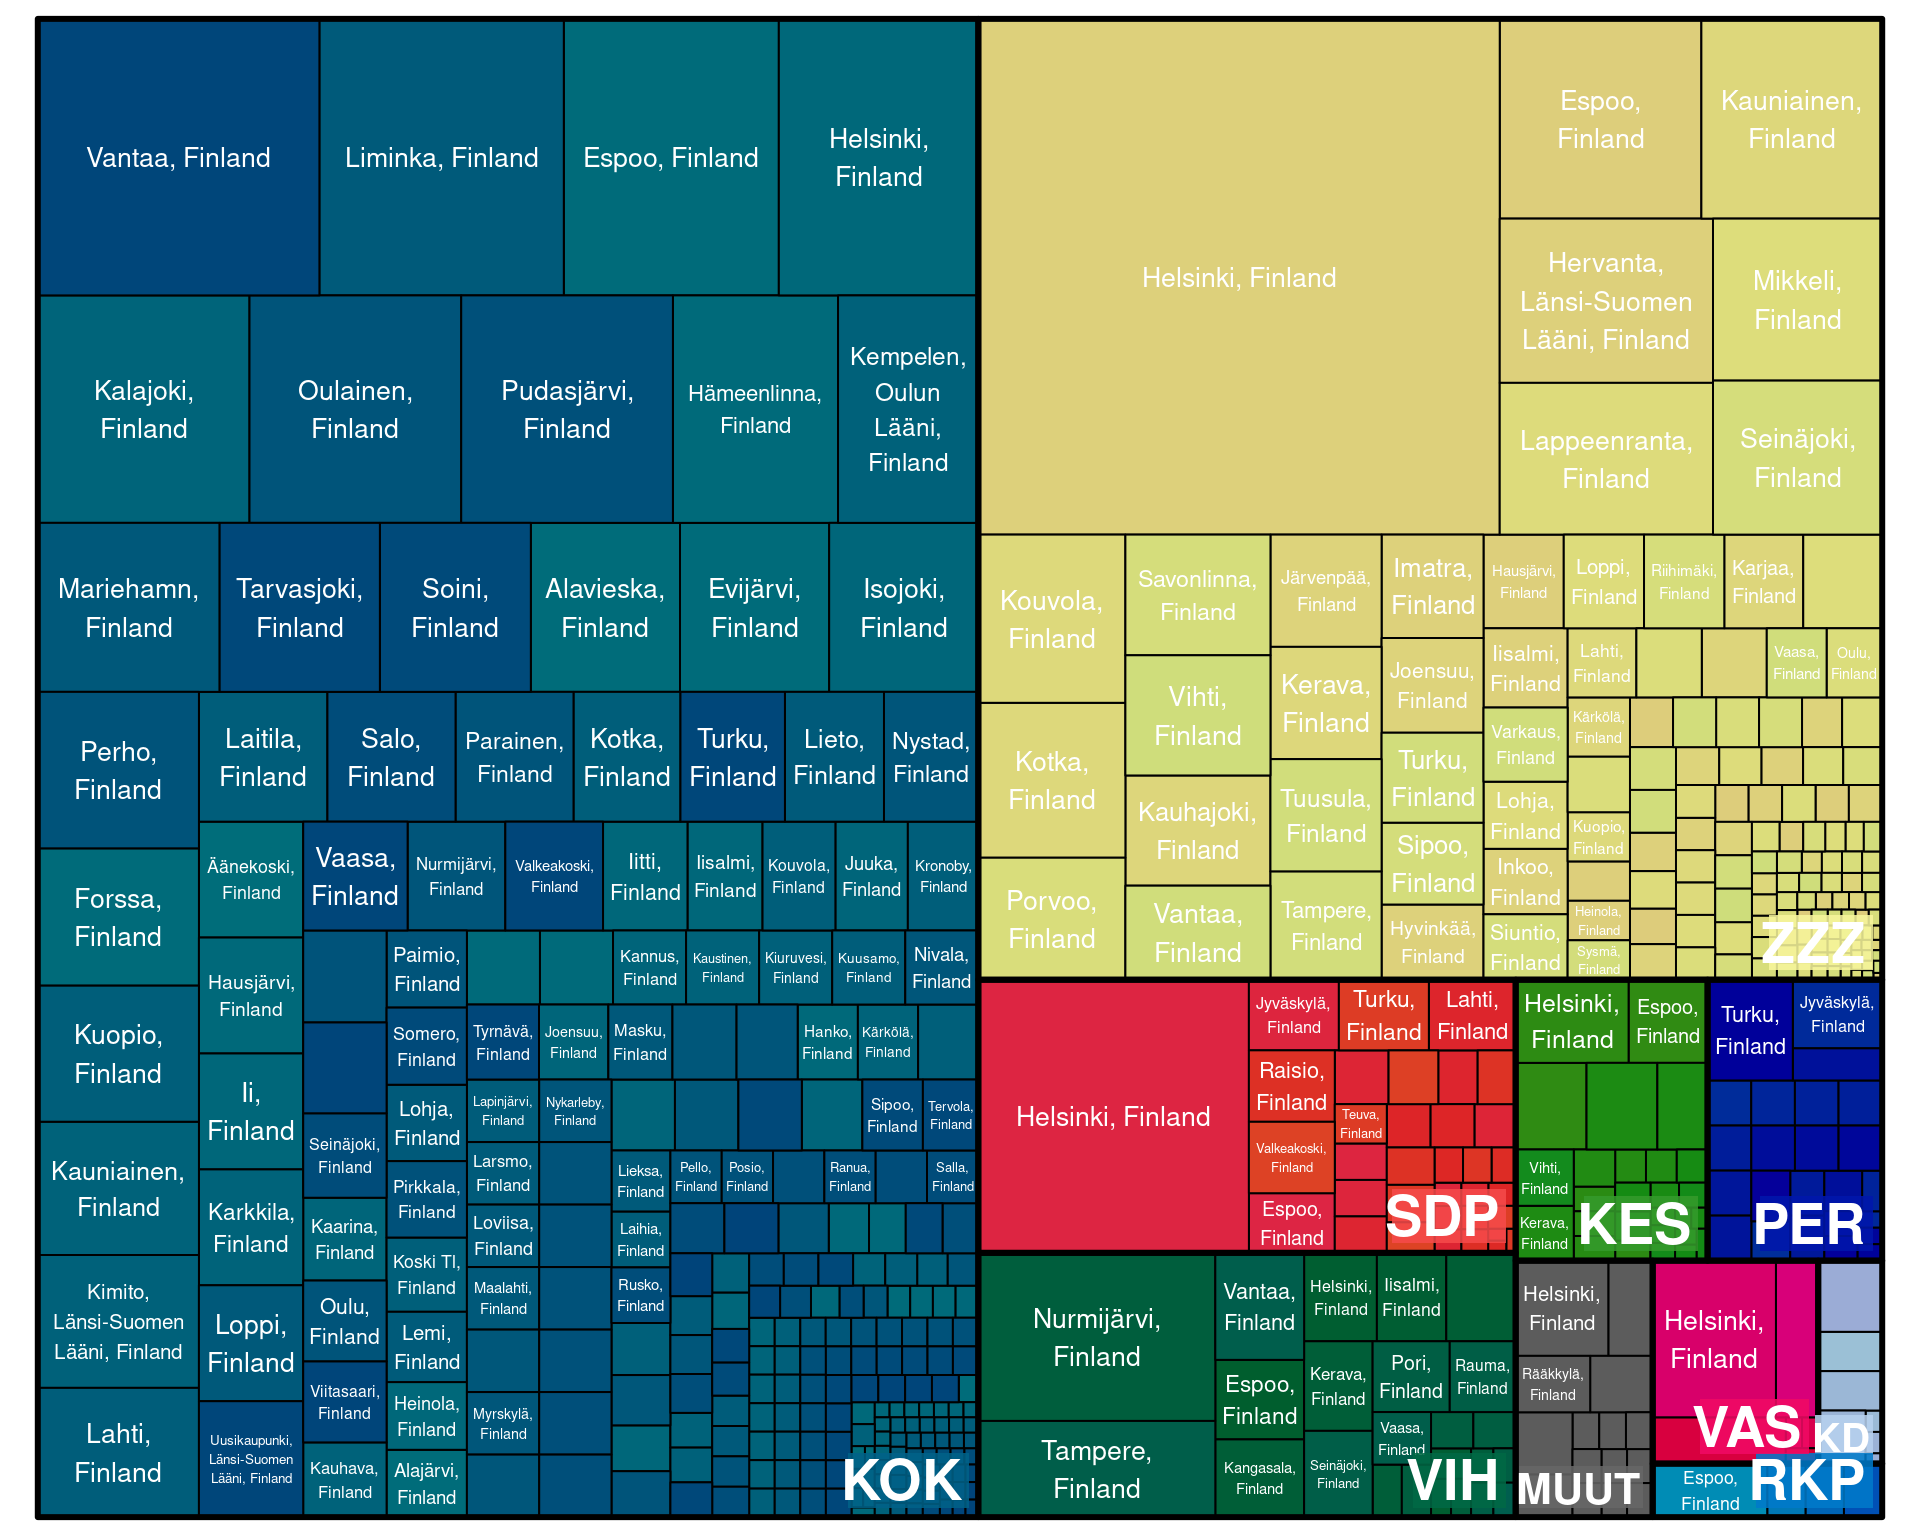 Vantaa, Finland
Liminka, Finland
Espoo, Finland
Helsinki,
Finland
Kalajoki,
Finland
Oulainen,
Finland
Pudasjärvi,
Finland
Hämeenlinna,
Finland
Kempelen,
Oulun
Lääni,
Finland
Mariehamn,
Finland
Tarvasjoki,
Finland
Soini,
Finland
Alavieska,
Finland
Evijärvi,
Finland
Isojoki,
Finland
Perho,
Finland
Forssa,
Finland
Kuopio,
Finland
Kauniainen,
Finland
Kimito,
Länsi-Suomen
Lääni, Finland
Lahti,
Finland
Laitila,
Finland
Salo,
Finland
Parainen,
Finland
Kotka,
Finland
Turku,
Finland
Lieto,
Finland
Nystad,
Finland
Äänekoski,
Finland
Hausjärvi,
Finland
Ii,
Finland
Karkkila,
Finland
Loppi,
Finland
Uusikaupunki,
Länsi-Suomen
Lääni, Finland
Vaasa,
Finland
Nurmijärvi,
Finland
Valkeakoski,
Finland
Iitti,
Finland
Iisalmi,
Finland
Kouvola,
Finland
Juuka,
Finland
Kronoby,
Finland
Seinäjoki,
Finland
Kaarina,
Finland
Oulu,
Finland
Viitasaari,
Finland
Kauhava,
Finland
Paimio,
Finland
Somero,
Finland
Lohja,
Finland
Pirkkala,
Finland
Koski Tl,
Finland
Lemi,
Finland
Heinola,
Finland
Alajärvi,
Finland
Kannus,
Finland
Kaustinen,
Finland
Kiuruvesi,
Finland
Kuusamo,
Finland
Nivala,
Finland
Tyrnävä,
Finland
Joensuu,
Finland
Masku,
Finland
Hanko,
Finland
Kärkölä,
Finland
Lapinjärvi,
Finland
Nykarleby,
Finland
Sipoo,
Finland
Tervola,
Finland
Larsmo,
Finland
Loviisa,
Finland
Maalahti,
Finland
Myrskylä,
Finland
Lieksa,
Finland
Laihia,
Finland
Rusko,
Finland
Pello,
Finland
Posio,
Finland
Ranua,
Finland
Salla,
Finland
KOK
Helsinki, Finland
Espoo,
Finland
Kauniainen,
Finland
Hervanta,
Länsi-Suomen
Lääni, Finland
Mikkeli,
Finland
Lappeenranta,
Finland
Seinäjoki,
Finland
Kouvola,
Finland
Kotka,
Finland
Porvoo,
Finland
Savonlinna,
Finland
Vihti,
Finland
Kauhajoki,
Finland
Vantaa,
Finland
Järvenpää,
Finland
Kerava,
Finland
Tuusula,
Finland
Tampere,
Finland
Imatra,
Finland
Joensuu,
Finland
Turku,
Finland
Sipoo,
Finland
Hyvinkää,
Finland
Hausjärvi,
Finland
Loppi,
Finland
Riihimäki,
Finland
Karjaa,
Finland
Iisalmi,
Finland
Varkaus,
Finland
Lohja,
Finland
Inkoo,
Finland
Siuntio,
Finland
Lahti,
Finland
Vaasa,
Finland
Oulu,
Finland
Kärkölä,
Finland
Kuopio,
Finland
Heinola,
Finland
Sysmä,
Finland
ZZZ
Helsinki, Finland
Jyväskylä,
Finland
Turku,
Finland
Lahti,
Finland
Raisio,
Finland
Valkeakoski,
Finland
Espoo,
Finland
Teuva,
Finland
SDP
Helsinki,
Finland
Espoo,
Finland
Vihti,
Finland
Kerava,
Finland
KES
Turku,
Finland
Jyväskylä,
Finland
PER
Nurmijärvi,
Finland
Tampere,
Finland
Vantaa,
Finland
Espoo,
Finland
Kangasala,
Finland
Helsinki,
Finland
Iisalmi,
Finland
Kerava,
Finland
Seinäjoki,
Finland
Pori,
Finland
Rauma,
Finland
Vaasa,
Finland
VIH
Helsinki,
Finland
Rääkkylä,
Finland
MUUT
Helsinki,
Finland
VAS
KD
Espoo,
Finland
RKP